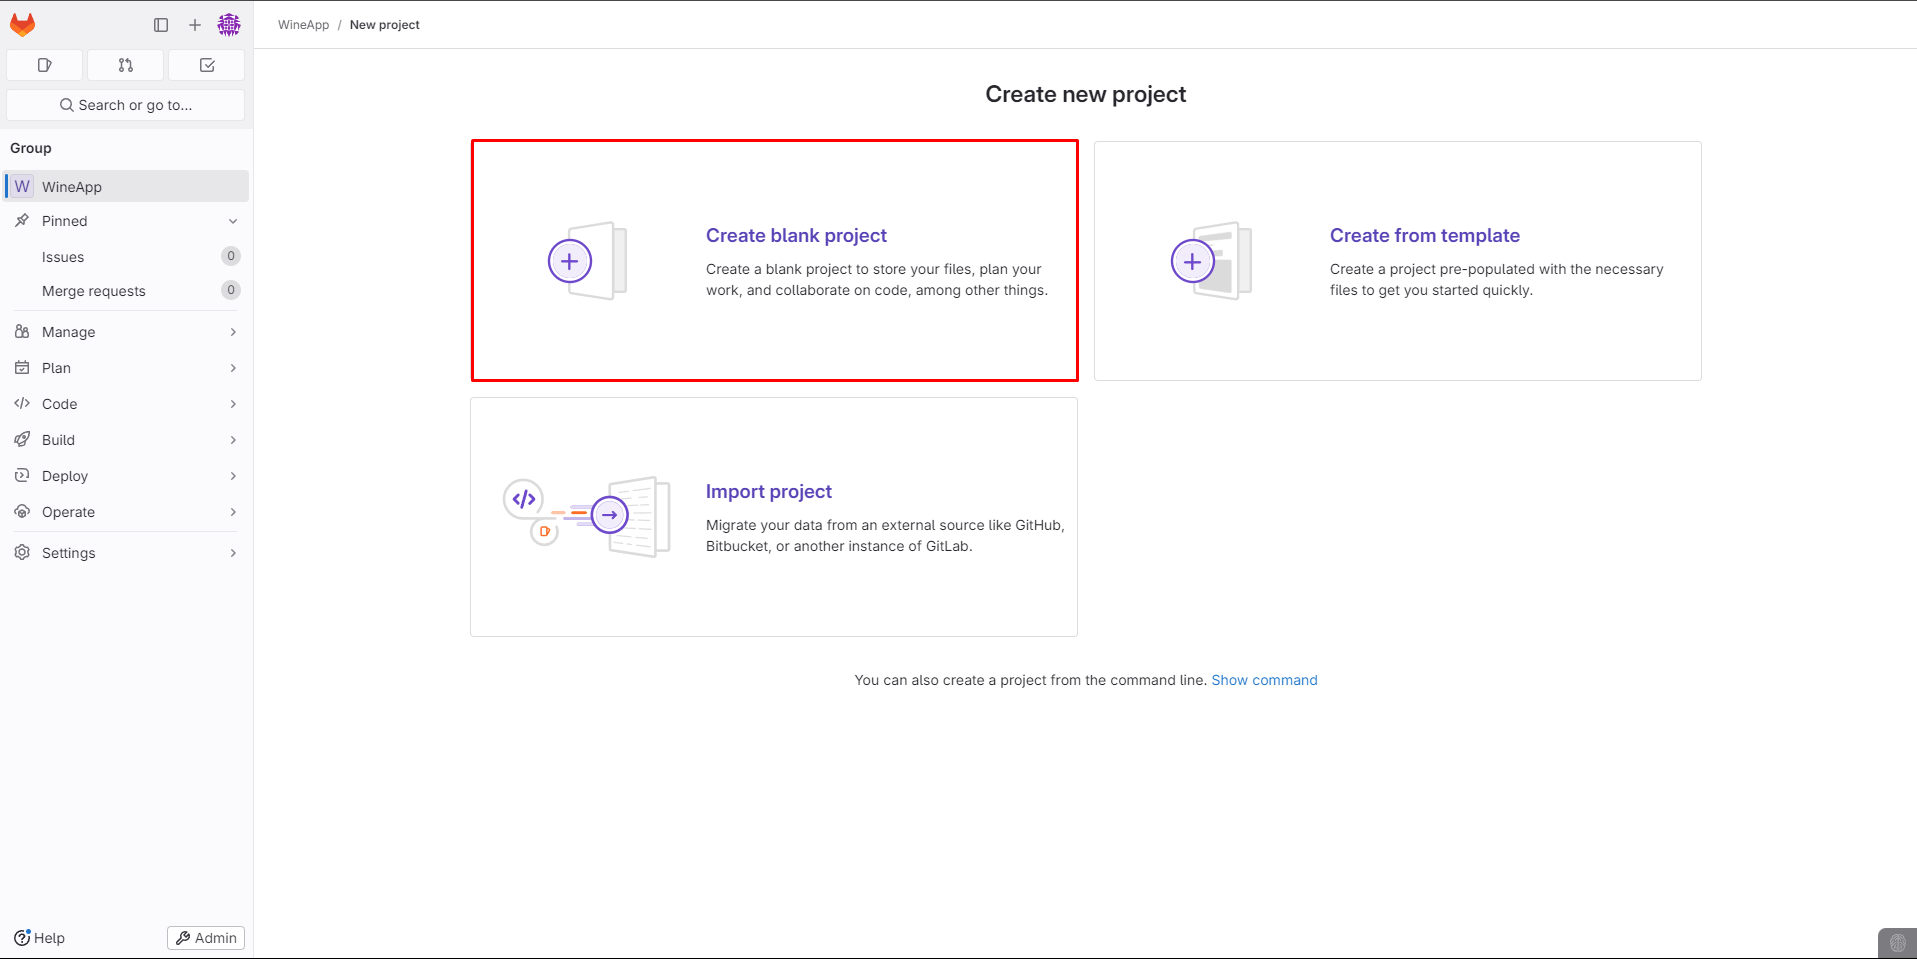 WineApp / New project
Search or go to...
Group
W WineApp
Pinned
Issues 0
Merge requests 0
Manage
Plan
Code
Build
Deploy
Operate
Settings
Help
Admin
Create new project
Create blank project
Create a blank project to store your files, plan your
work, and collaborate on code, among other things.
Create from template
Create a project pre-populated with the necessary
files to get you started quickly.
Import project
Migrate your data from an external source like GitHub,
Bitbucket, or another instance of GitLab.
You can also create a project from the command line. Show command